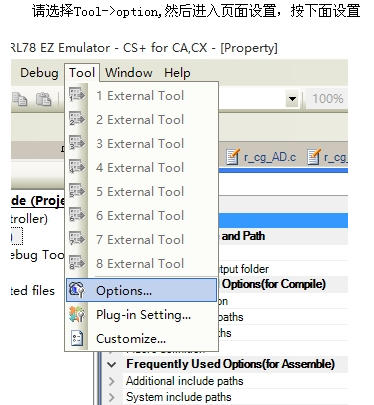 请选择Tool->option,然后进入页面设置，按下面设置
RL78 EZ Emulator - CS+ for CA,CX - [Property]
Debug Tool Window Help
1 External Tool
100%
2 External Tool
3 External Tool
r_cg_AD.c r_cg_
4 External Tool
5 External Tool
de (Proje
6 External Tool
troller)
and Path
7 External Tool
ebug Too
8 External Tool
tput folder
Options...
Options(for Compile)
ted files
on
Plug-in Setting...
paths
Customize...
ths
Frequently Used Options(for Assemble)
Additional include paths
System include paths